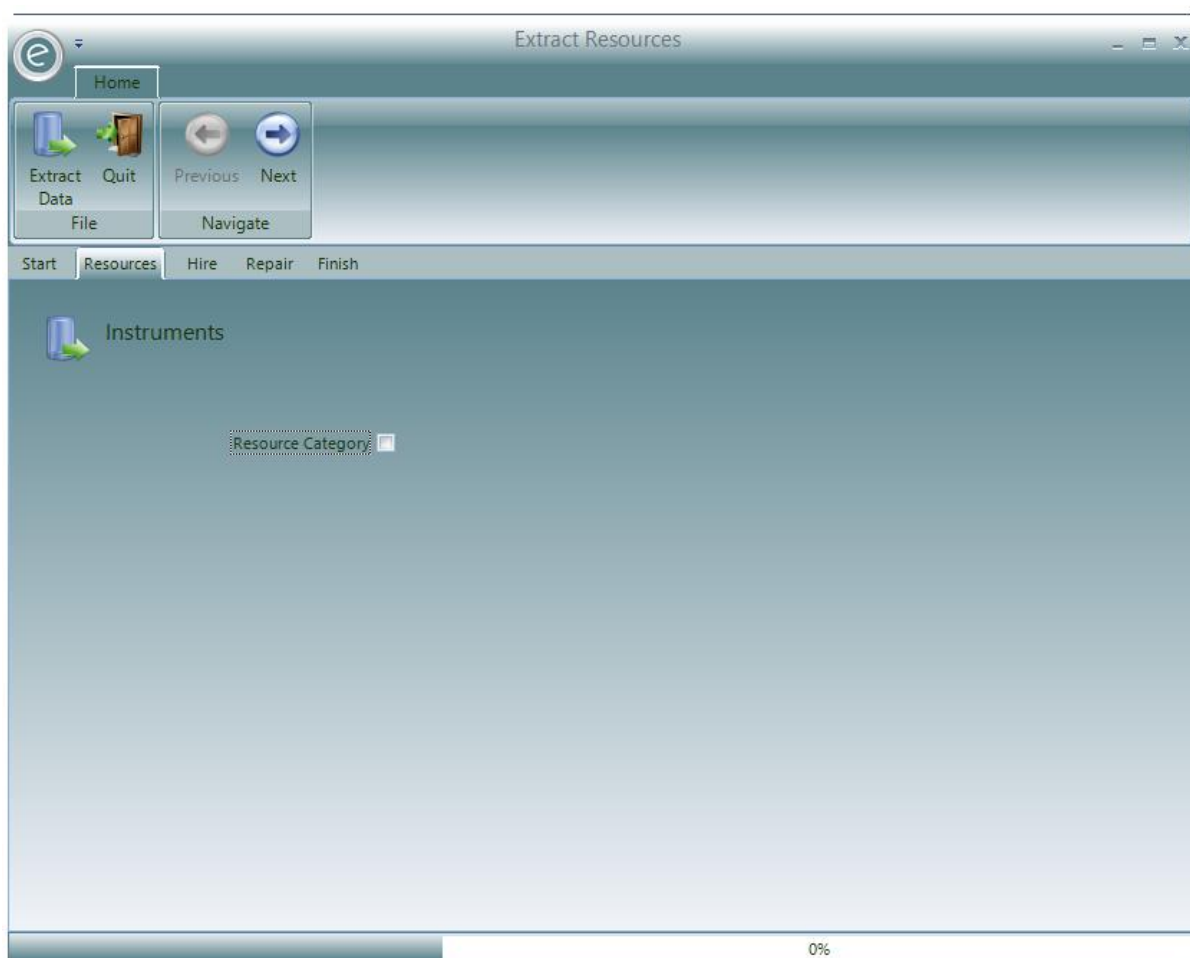 e
Extract Resources
Home
Extract Data
Quit
Previous
Next
File
Navigate
Start Resources Hire Repair Finish
Instruments
Resource Category
0%